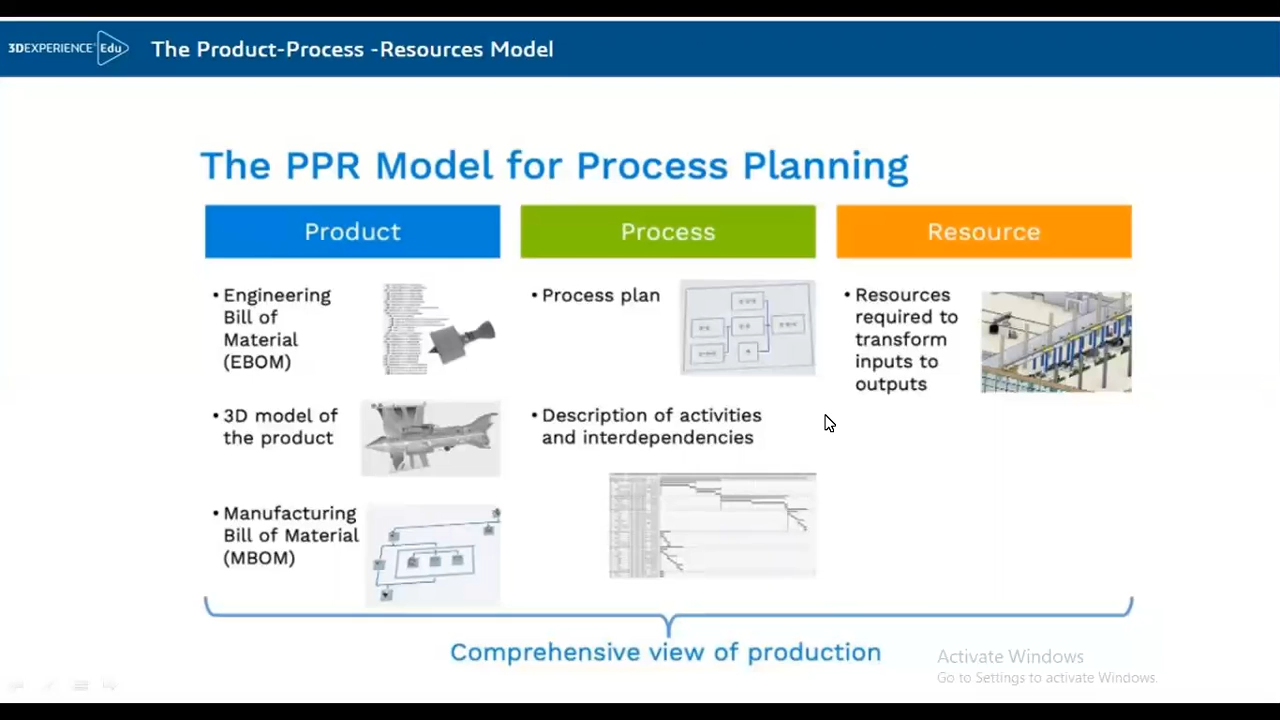 3DEXPERIENCE® Edu
The Product-Process -Resources Model
The PPR Model for Process Planning
Product
Process
Resource
• Engineering
Bill of
Material
(EBOM)
• 3D model of
the product
• Manufacturing
Bill of Material
(MBOM)
• Process plan
• Description of activities
and interdependencies
• Resources
required to
transform
inputs to
outputs
Comprehensive view of production
Activate Windows
Go to Settings to activate Windows.